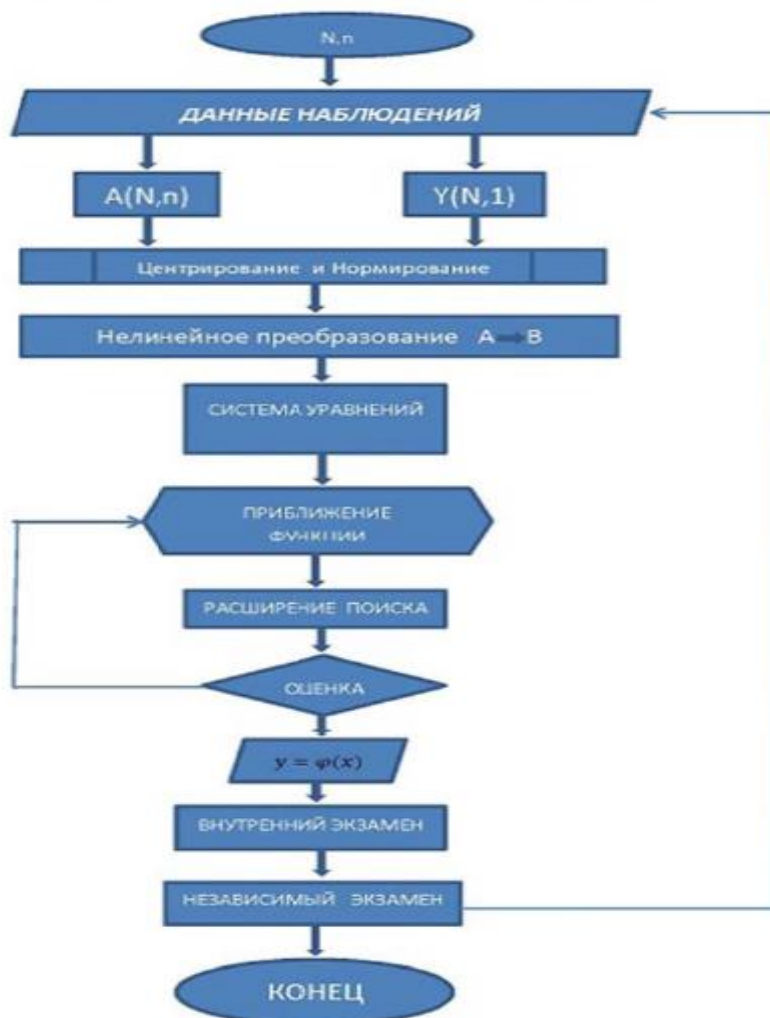 N,n
ДАННЫЕ НАБЛЮДЕНИЙ
A(N,n)
Y(N,1)
Центрирование и Нормирование
Нелинейное преобразование A B
СИСТЕМА УРАВНЕНИЙ
ПРИБЛИЖЕНИЕ
ФУНКЦИИ
РАСШИРЕНИЕ ПОИСКА
ОЦЕНКА
y = φ(x)
ВНУТРЕННИЙ ЭКЗАМЕН
НЕЗАВИСИМЫЙ ЭКЗАМЕН
КОНЕЦ